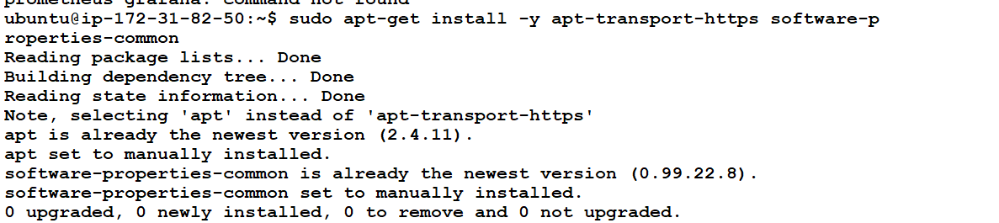 prometheus grafana: command not found
ubuntu@ip-172-31-82-50:~$ sudo apt-get install -y apt-transport-https software-p
roperties-common
Reading package lists... Done
Building dependency tree... Done
Reading state information... Done
Note, selecting 'apt' instead of 'apt-transport-https'
apt is already the newest version (2.4.11).
apt set to manually installed.
software-properties-common is already the newest version (0.99.22.8).
software-properties-common set to manually installed.
0 upgraded, 0 newly installed, 0 to remove and 0 not upgraded.